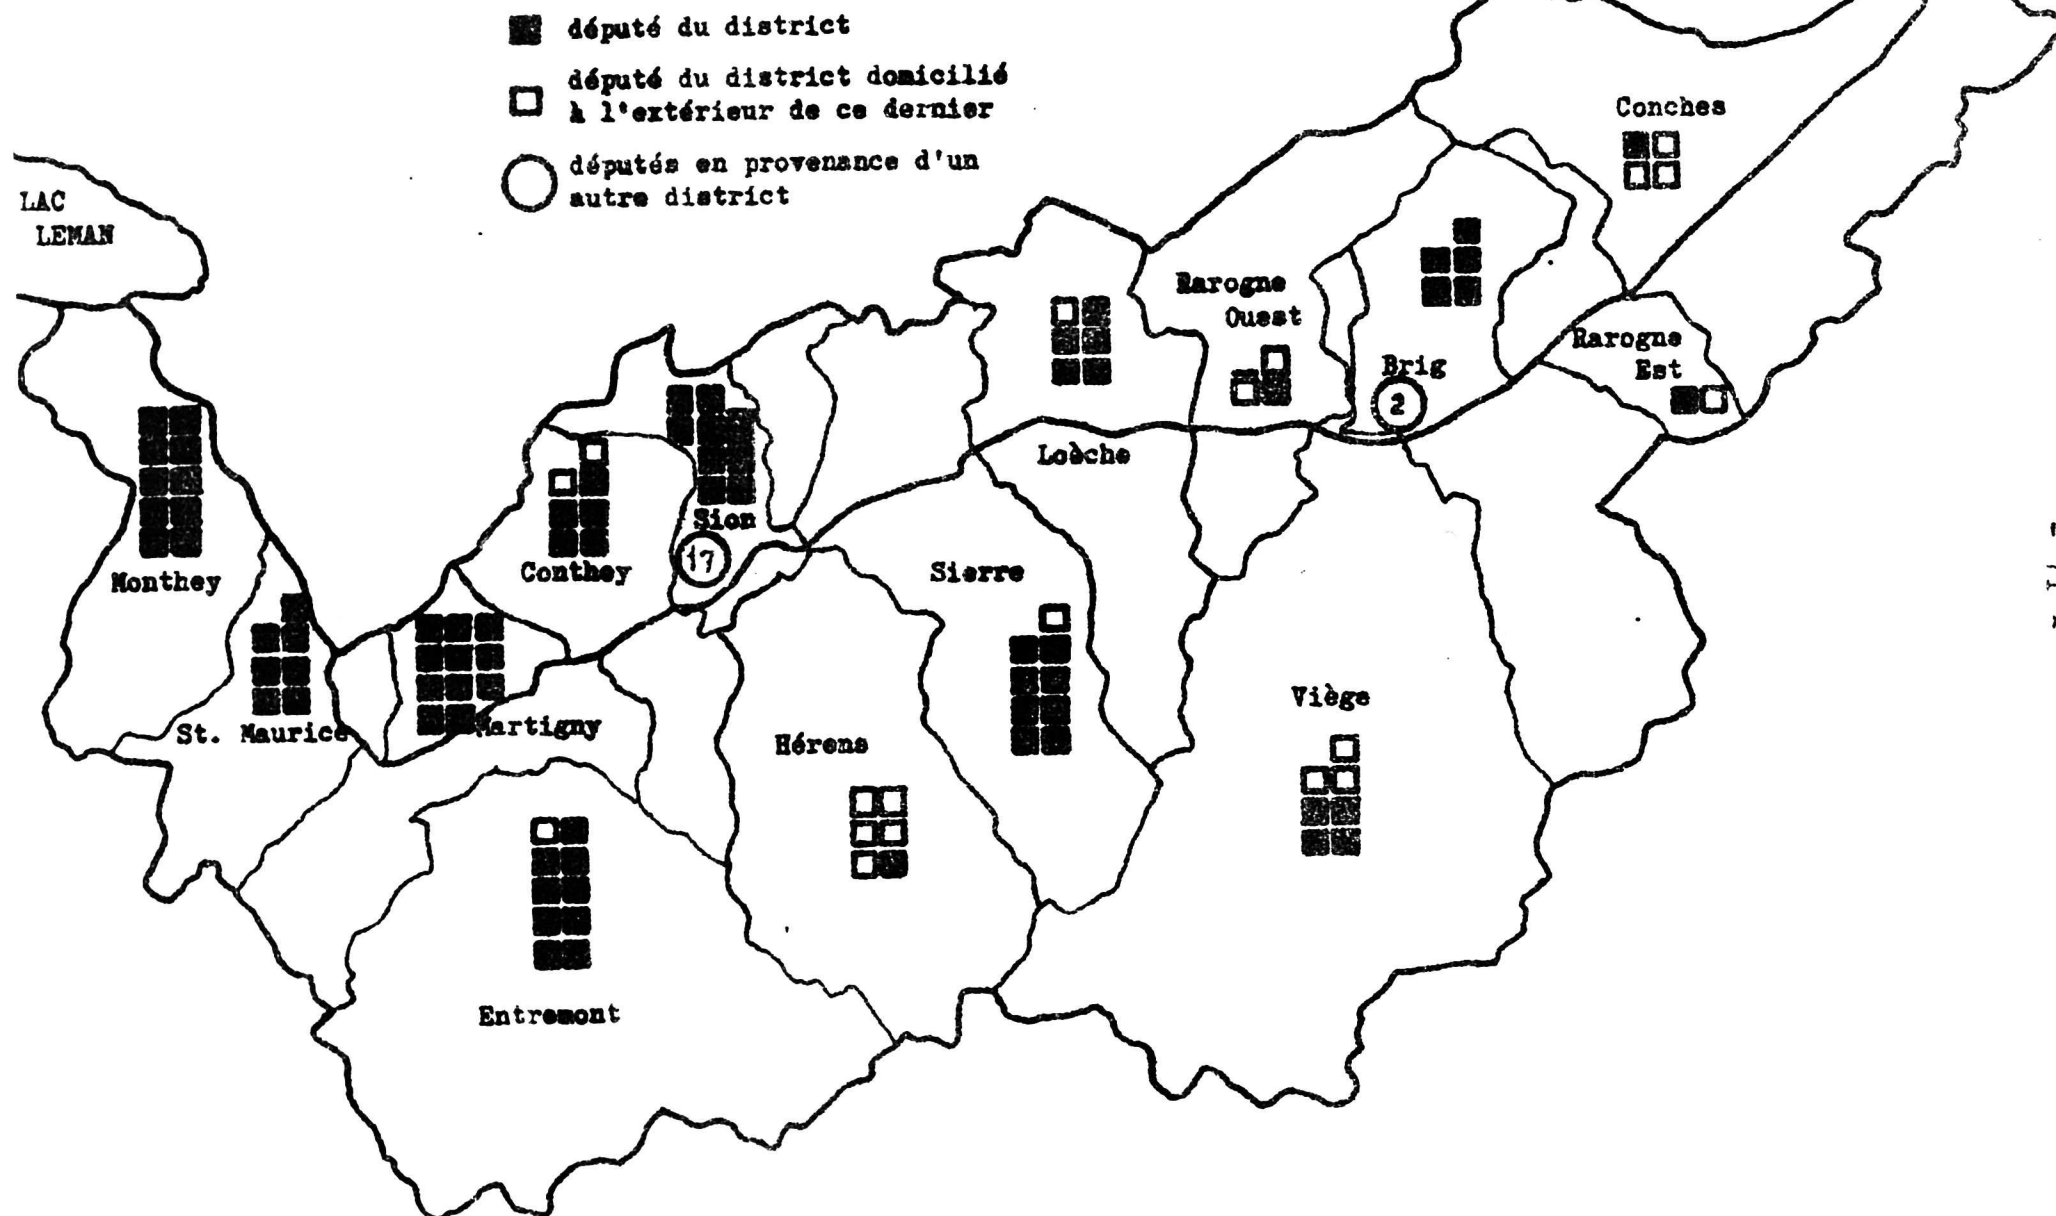 député du district
député du district domicilié
à l'extérieur de ce dernier
députés en provenance d'un
autre district
LAC
LEMAN
Conches
Rarogne
Ouest
Rarogne
Est
Brig
2
Loèche
Sion
17
Conthey
Sierre
Monthey
Viège
St. Maurice
Martigny
Hérens
Entremont